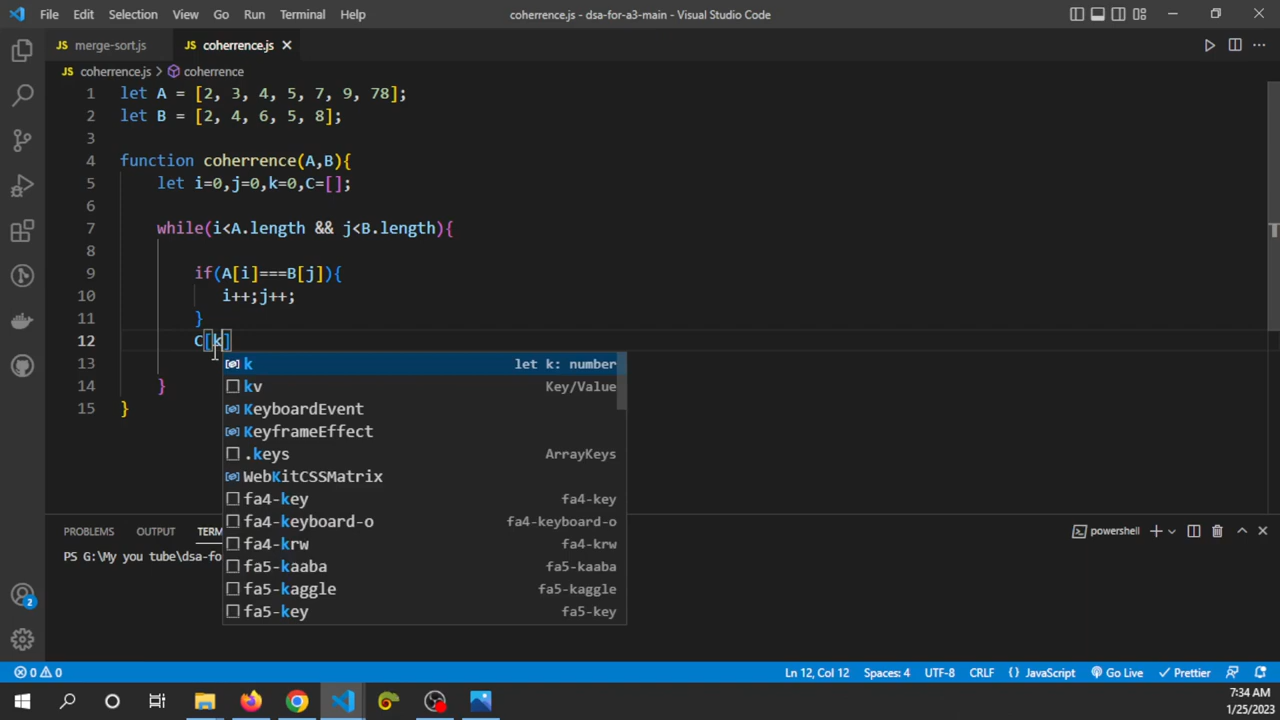 File Edit Selection View Go Run Terminal Help coherrence.js - dsa-for-a3-main - Visual Studio Code
JS merge-sort.js JS coherrence.js
JS coherrence.js > coherrence
1 let A = [2, 3, 4, 5, 7, 9, 78];
2 let B = [2, 4, 6, 5, 8];
3
4 function coherrence(A,B){
5 let i=0,j=0,k=0,C=[];
6
7 while(i<A.length && j<B.length){
8
9 if(A[i]===B[j]){
10 i++;j++;
11 }
12 C[k]
13
14 }
15 }
k let k: number
kv Key/Value
KeyboardEvent
KeyframeEffect
.keys ArrayKeys
WebKitCSSMatrix
fa4-key fa4-key
fa4-keyboard-o fa4-keyboard-o
fa4-krw fa4-krw
fa5-kaaba fa5-kaaba
fa5-kaggle fa5-kaggle
fa5-key fa5-key
PROBLEMS OUTPUT TERM powershell
PS G:\My you tube\dsa-fo
2
0 0 Ln 12, Col 12 Spaces: 4 UTF-8 CRLF {} JavaScript Go Live Prettier
7:34 AM
1/25/2023